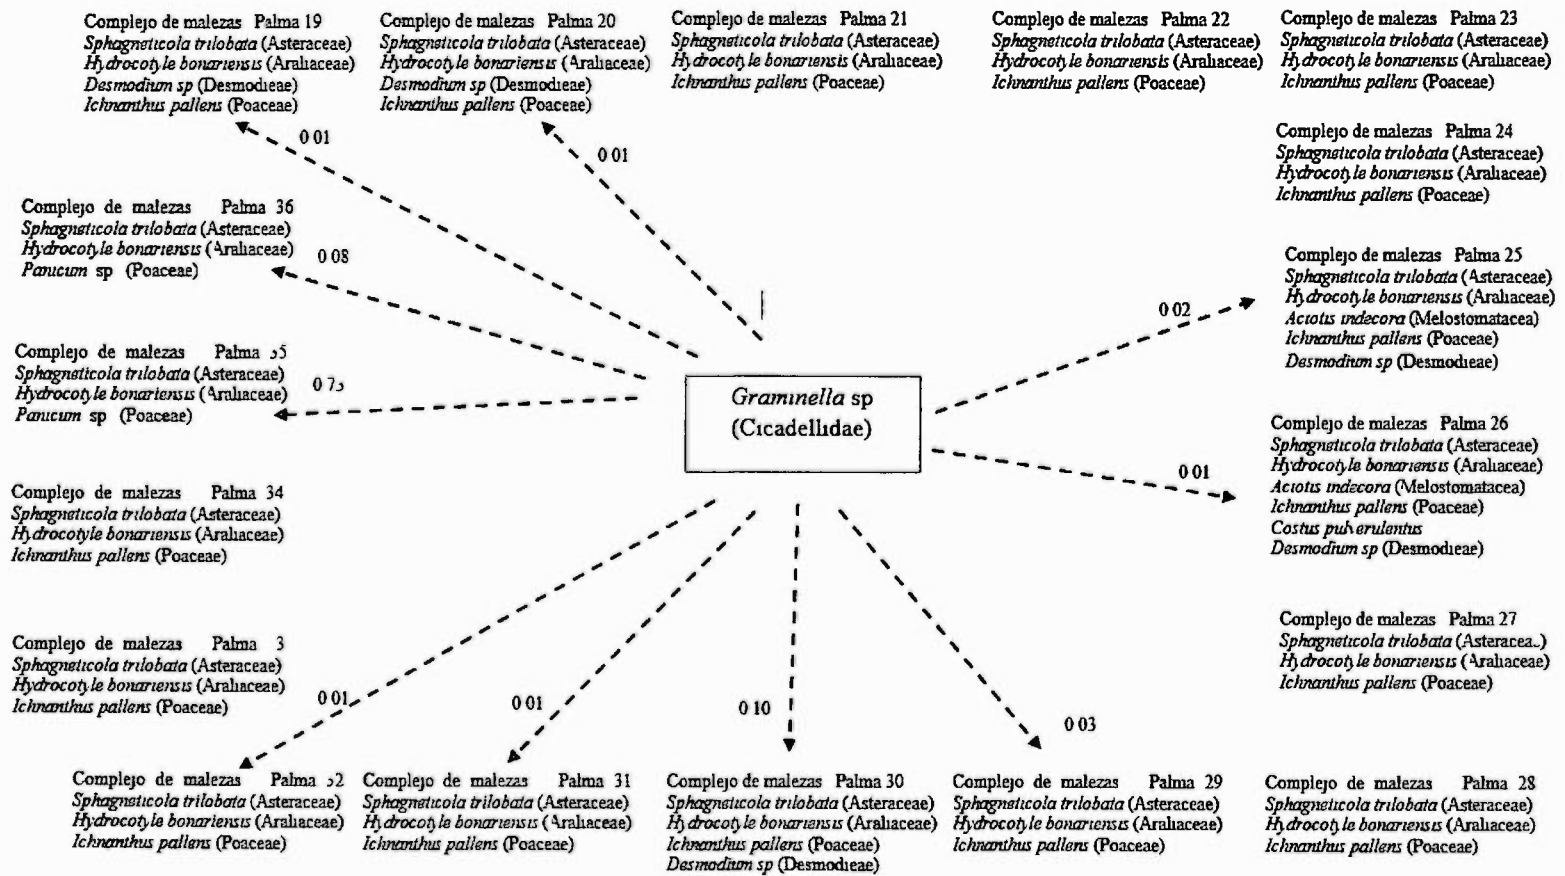 Complejo de malezas Palma 19
Sphagneticola trilobata (Asteraceae)
Hydrocotyle bonariensis (Araliaceae)
Desmodium sp (Desmodieae)
Ichnanthus pallens (Poaceae)
Complejo de malezas Palma 20
Sphagneticola trilobata (Asteraceae)
Hydrocotyle bonariensis (Araliaceae)
Desmodium sp (Desmodieae)
Ichnanthus pallens (Poaceae)
Complejo de malezas Palma 21
Sphagneticola trilobata (Asteraceae)
Hydrocotyle bonariensis (Araliaceae)
Ichnanthus pallens (Poaceae)
Complejo de malezas Palma 22
Sphagneticola trilobata (Asteraceae)
Hydrocotyle bonariensis (Araliaceae)
Ichnanthus pallens (Poaceae)
Complejo de malezas Palma 23
Sphagneticola trilobata (Asteraceae)
Hydrocotyle bonariensis (Araliaceae)
Ichnanthus pallens (Poaceae)
0 01
0 01
Complejo de malezas Palma 24
Sphagneticola trilobata (Asteraceae)
Hydrocotyle bonariensis (Araliaceae)
Ichnanthus pallens (Poaceae)
Complejo de malezas Palma 36
Sphagneticola trilobata (Asteraceae)
Hydrocotyle bonariensis (Araliaceae)
Panicum sp (Poaceae)
0 08
Complejo de malezas Palma 25
Sphagneticola trilobata (Asteraceae)
Hydrocotyle bonariensis (Araliaceae)
Aciotis indecora (Melostomatacea)
Ichnanthus pallens (Poaceae)
Desmodium sp (Desmodieae)
0 02
Complejo de malezas Palma
Sphagneticola trilobata (Asteraceae)
Hydrocotyle bonariensis (Araliaceae)
Panicum sp (Poaceae)
Graminella sp
(Cicadellidae)
Complejo de malezas Palma 26
Sphagneticola trilobata (Asteraceae)
Hydrocotyle bonariensis (Araliaceae)
Aciotis indecora (Melostomatacea)
Ichnanthus pallens (Poaceae)
Costus pulverulentus
Desmodium sp (Desmodieae)
0 01
Complejo de malezas Palma 34
Sphagneticola trilobata (Asteraceae)
Hydrocotyle bonariensis (Araliaceae)
Ichnanthus pallens (Poaceae)
Complejo de malezas Palma 3
Sphagneticola trilobata (Asteraceae)
Hydrocotyle bonariensis (Araliaceae)
Ichnanthus pallens (Poaceae)
Complejo de malezas Palma 27
Sphagneticola trilobata
Hydrocotyle bonariensis (Araliaceae)
Ichnanthus pallens (Poaceae)
0 01
0 01
0 10
0 03
Complejo de malezas Palma
Sphagneticola trilobata (Asteraceae)
Hydrocotyle bonariensis (Araliaceae)
Ichnanthus pallens (Poaceae)
Complejo de malezas Palma 31
Sphagneticola trilobata (Asteraceae)
Hydrocotyle bonariensis (Araliaceae)
Ichnanthus pallens (Poaceae)
Complejo de malezas Palma 30
Sphagneticola trilobata (Asteraceae)
Hydrocotyle bonariensis (Araliaceae)
Ichnanthus pallens (Poaceae)
Desmodium sp (Desmodieae)
Complejo de malezas Palma 29
Sphagneticola trilobata (Asteraceae)
Hydrocotyle bonariensis (Araliaceae)
Ichnanthus pallens (Poaceae)
Complejo de malezas Palma 28
Sphagneticola trilobata (Asteraceae)
Hydrocotyle bonariensis (Araliaceae)
Ichnanthus pallens (Poaceae)